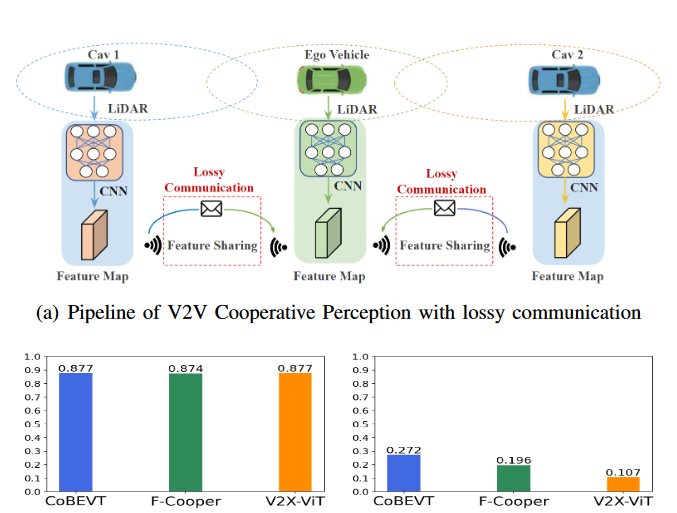 Cav 1
Ego Vehicle
Cav 2
LiDAR
LiDAR
LiDAR
CNN
CNN
CNN
Lossy
Communication
Lossy
Communication
Feature Sharing
Feature Sharing
Feature Map
Feature Map
Feature Map
(a) Pipeline of V2V Cooperative Perception with lossy communication
1.0
0.9
0.8
0.7
0.6
0.5
0.4
0.3
0.2
0.1
0.0
0.877
0.874
0.877
CoBEVT
F-Cooper
V2X-ViT
1.0
0.9
0.8
0.7
0.6
0.5
0.4
0.3
0.2
0.1
0.0
0.272
0.196
0.107
CoBEVT
F-Cooper
V2X-ViT